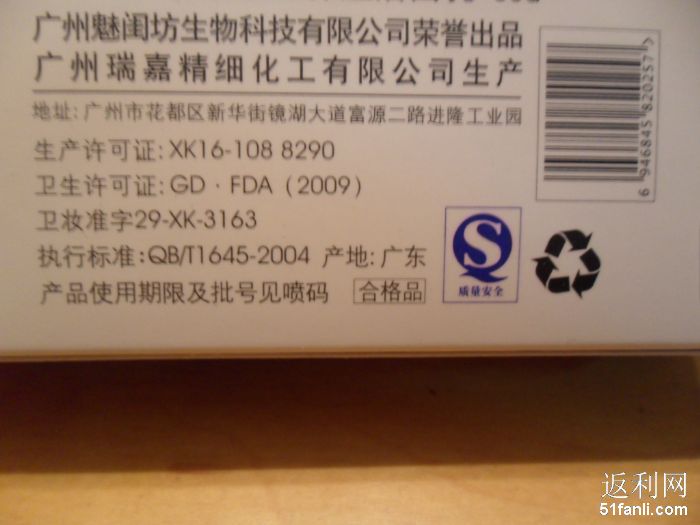 广州魅闺坊生物科技有限公司荣誉出品
广州瑞嘉精细化工有限公司生产
地址:广州市花都区新华街镜湖大道富源二路进隆工业园
生产许可证:XK16-108 8290
卫生许可证:GD·FDA(2009)
卫妆准字29-XK-3163
执行标准:QB/T1645-2004 产地:广东
产品使用期限及批号见喷码 合格品
质量安全
6 946845 820257>
返利网
51fanli.com